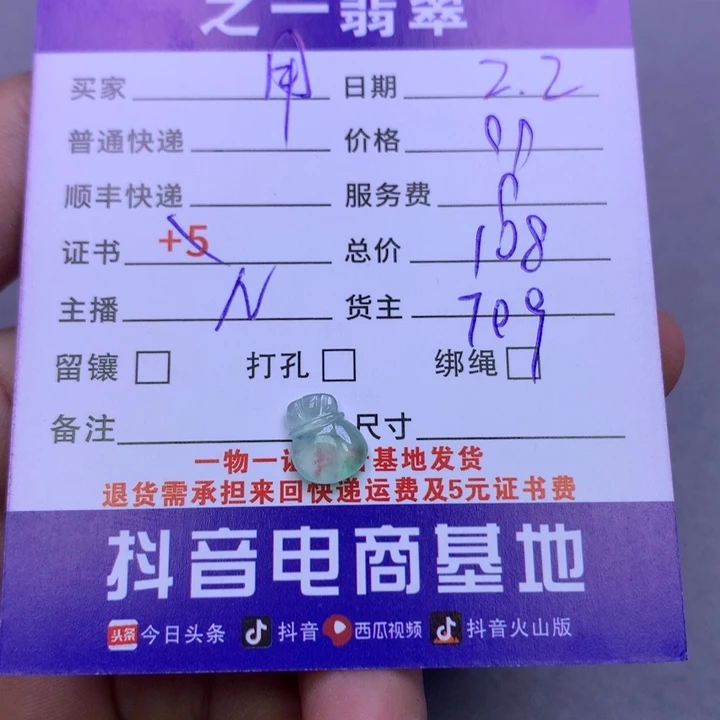 之一翡翠
买家 用 日期 2.2
普通快递 价格
顺丰快递 服务费
证书 +5 总价 168
主播 N 货主 709
留镶 打孔 绑绳
备注 尺寸
一物一证 基地发货
退货需承担来回快递运费及5元证书费
抖音电商基地
头条 今日头条 抖音 西瓜视频 抖音火山版